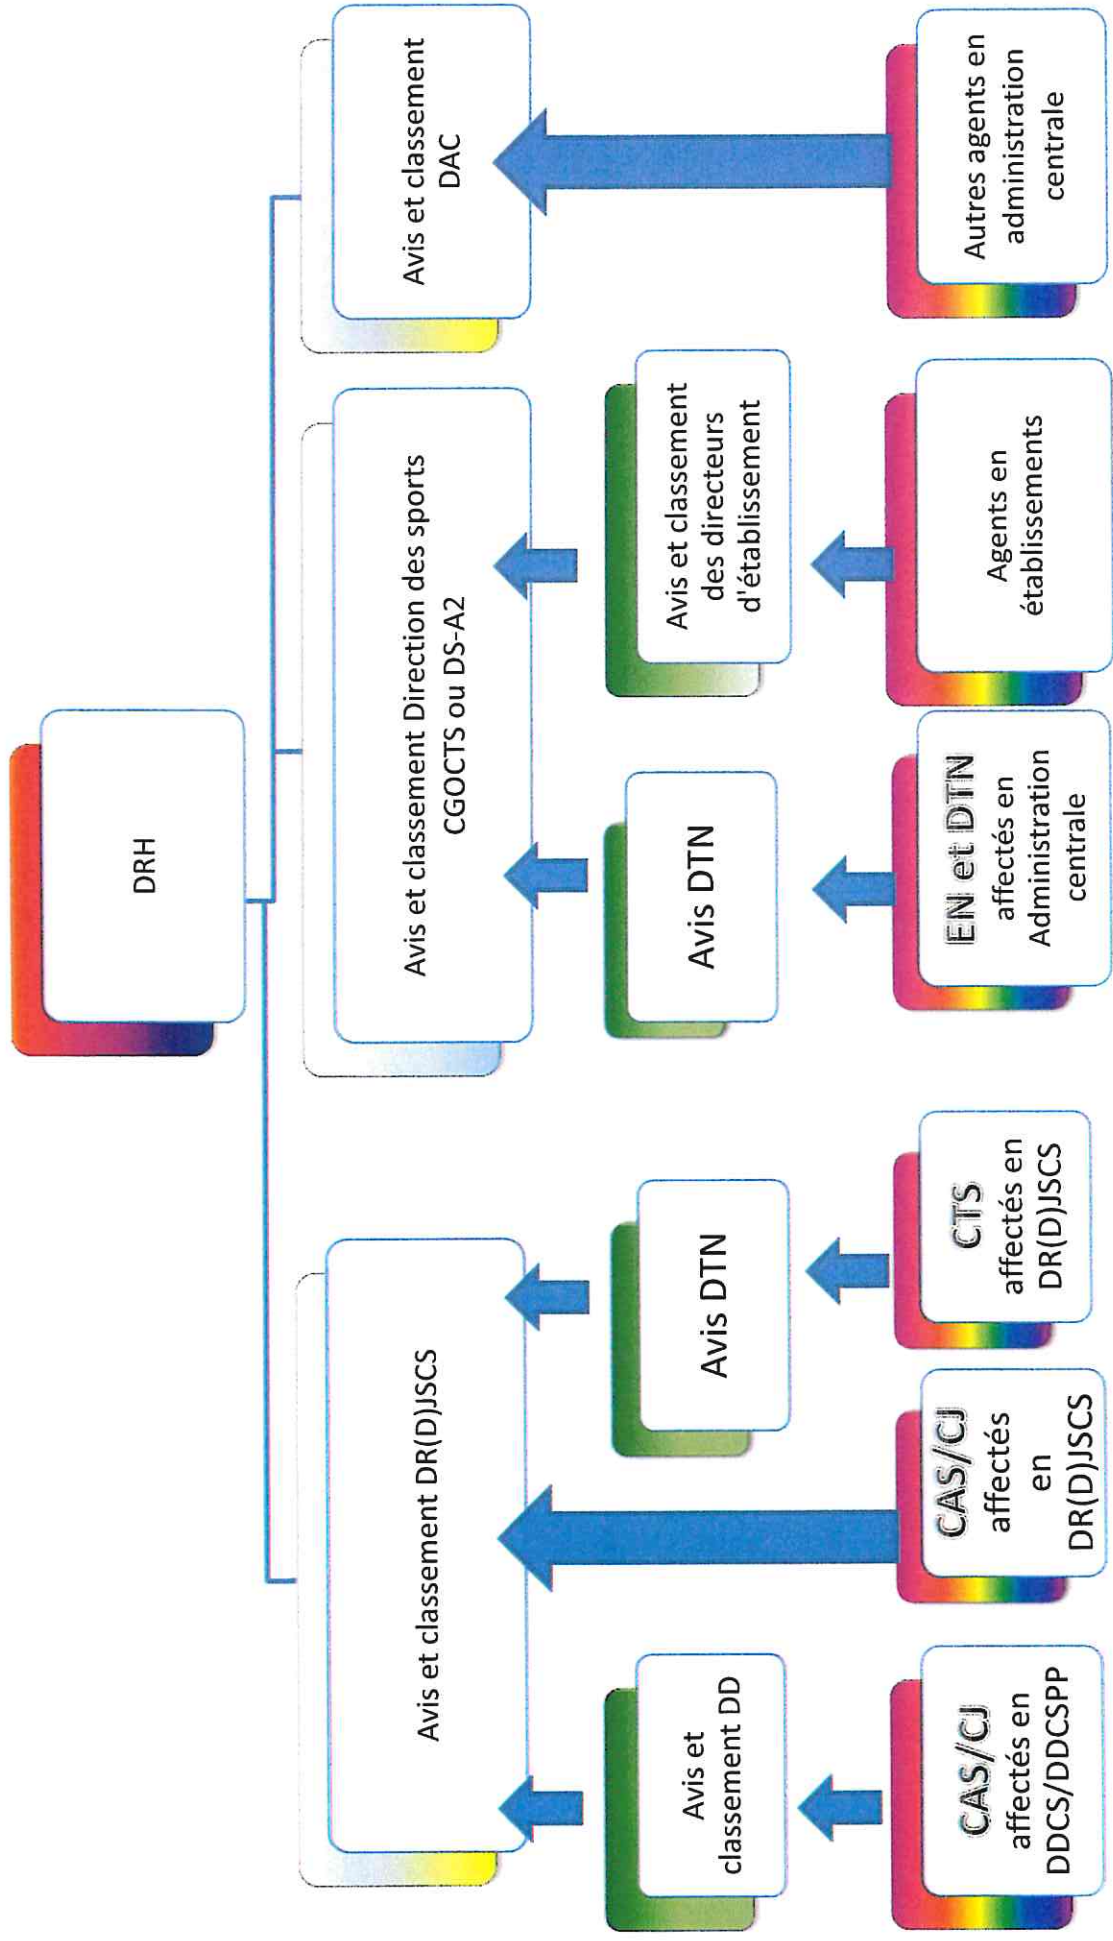 DRH
Avis et classement DR(D)JSCS
Avis et classement Direction des sports
CGOCTS ou DS-A2
Avis et classement
DAC
Avis et
classement DD
Avis DTN
Avis DTN
Avis et classement
des directeurs
d'établissement
CAS/CJ
affectés en
DDCS/DDCSPP
CAS/CJ
affectés
en
DR(D)JSCS
CTS
affectés en
DR(D)JSCS
EN et DTN
affectés en
Administration
centrale
Agents en
établissements
Autres agents en
administration
centrale